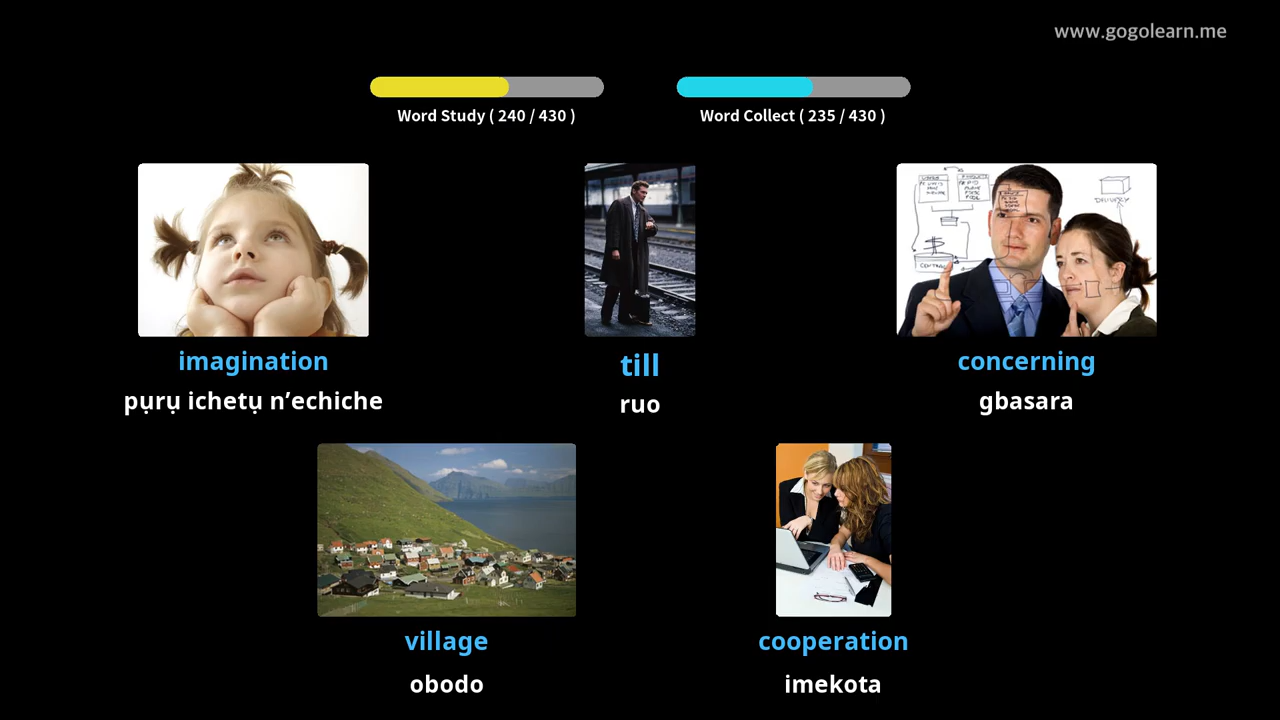 www.gogolearn.me
Word Study ( 240 / 430 )
Word Collect ( 235 / 430 )
imagination
pụrụ ichetụ n’echiche
till
ruo
concerning
gbasara
village
obodo
cooperation
imekota